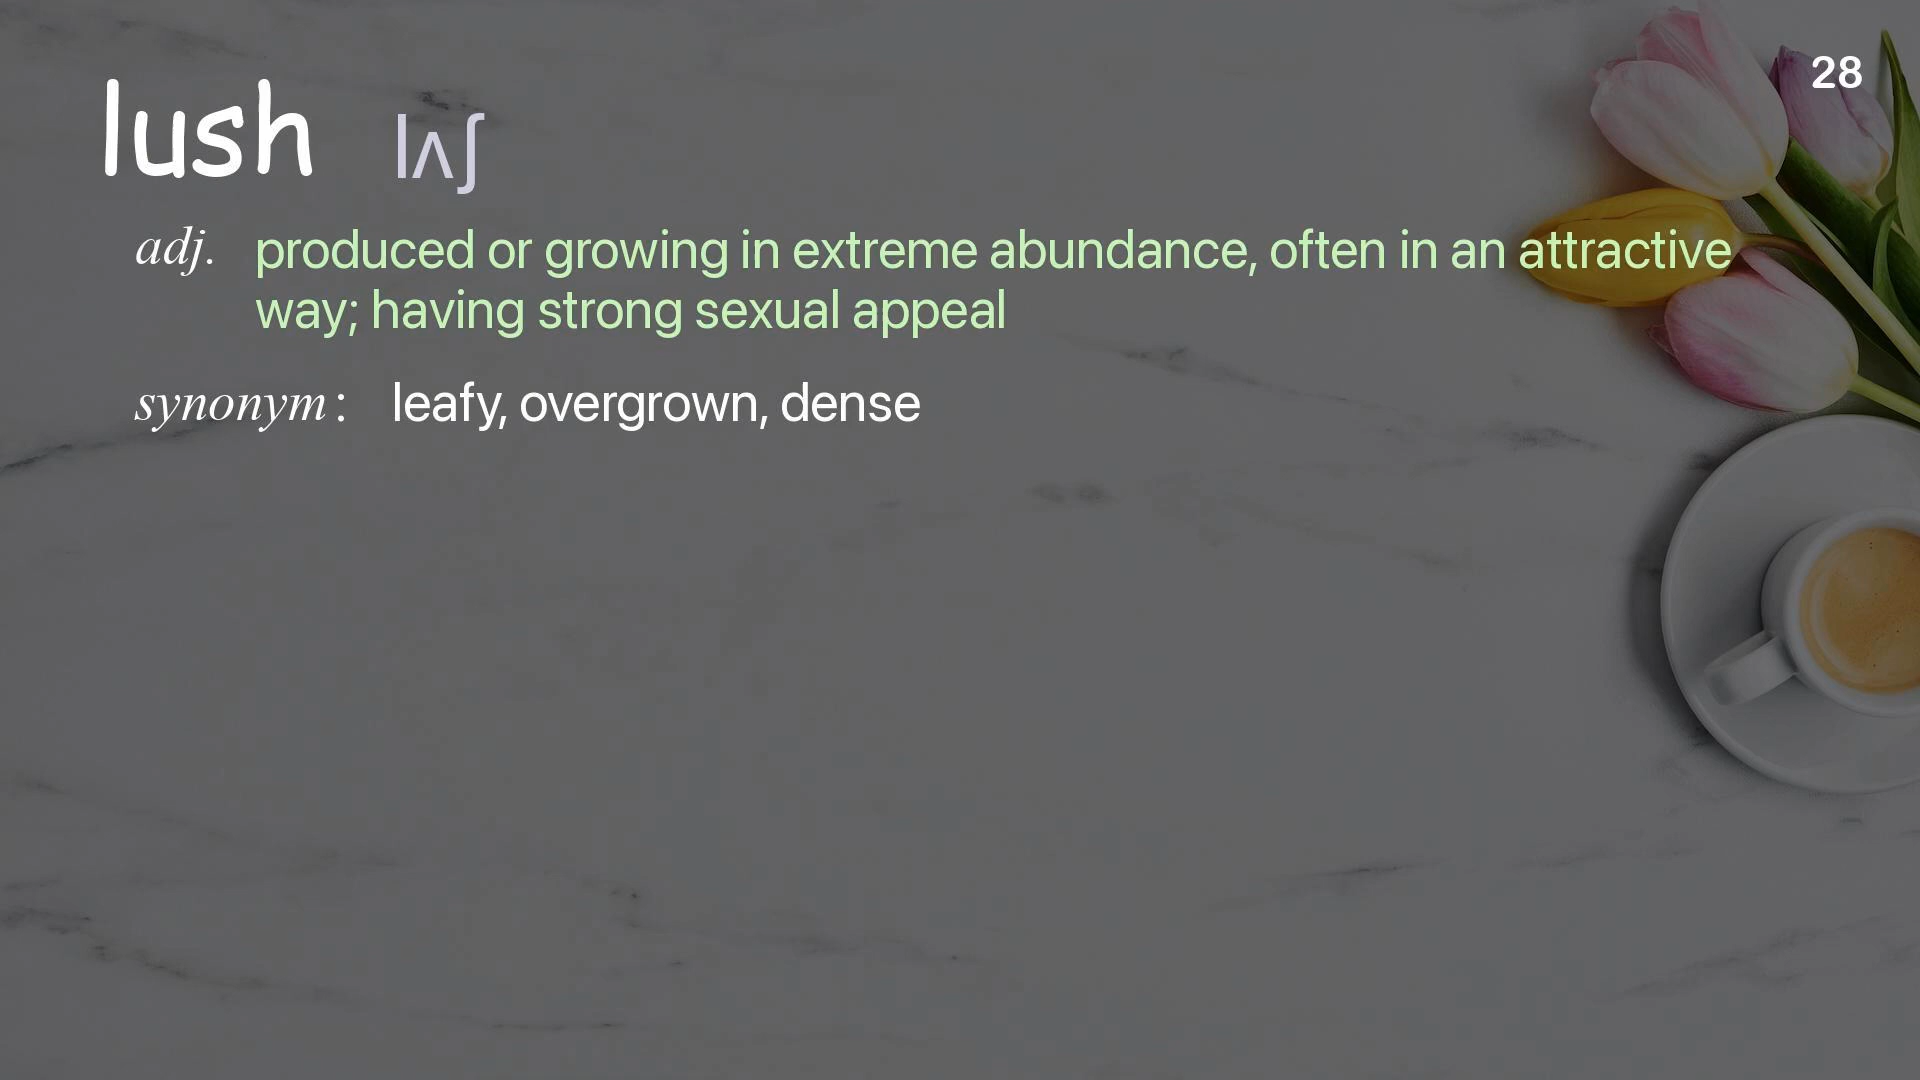 28
lush lʌʃ
adj. produced or growing in extreme abundance, often in an attractive
way; having strong sexual appeal
synonym: leafy, overgrown, dense